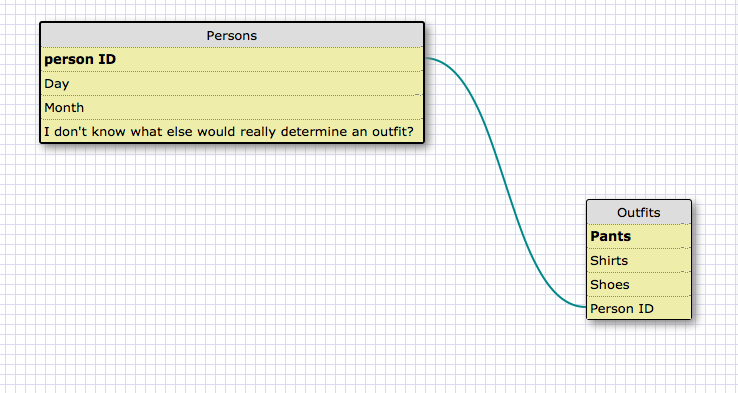 Persons
person ID
Day
Month
I don't know what else would really determine an outfit?
Outfits
Pants
Shirts
Shoes
Person ID